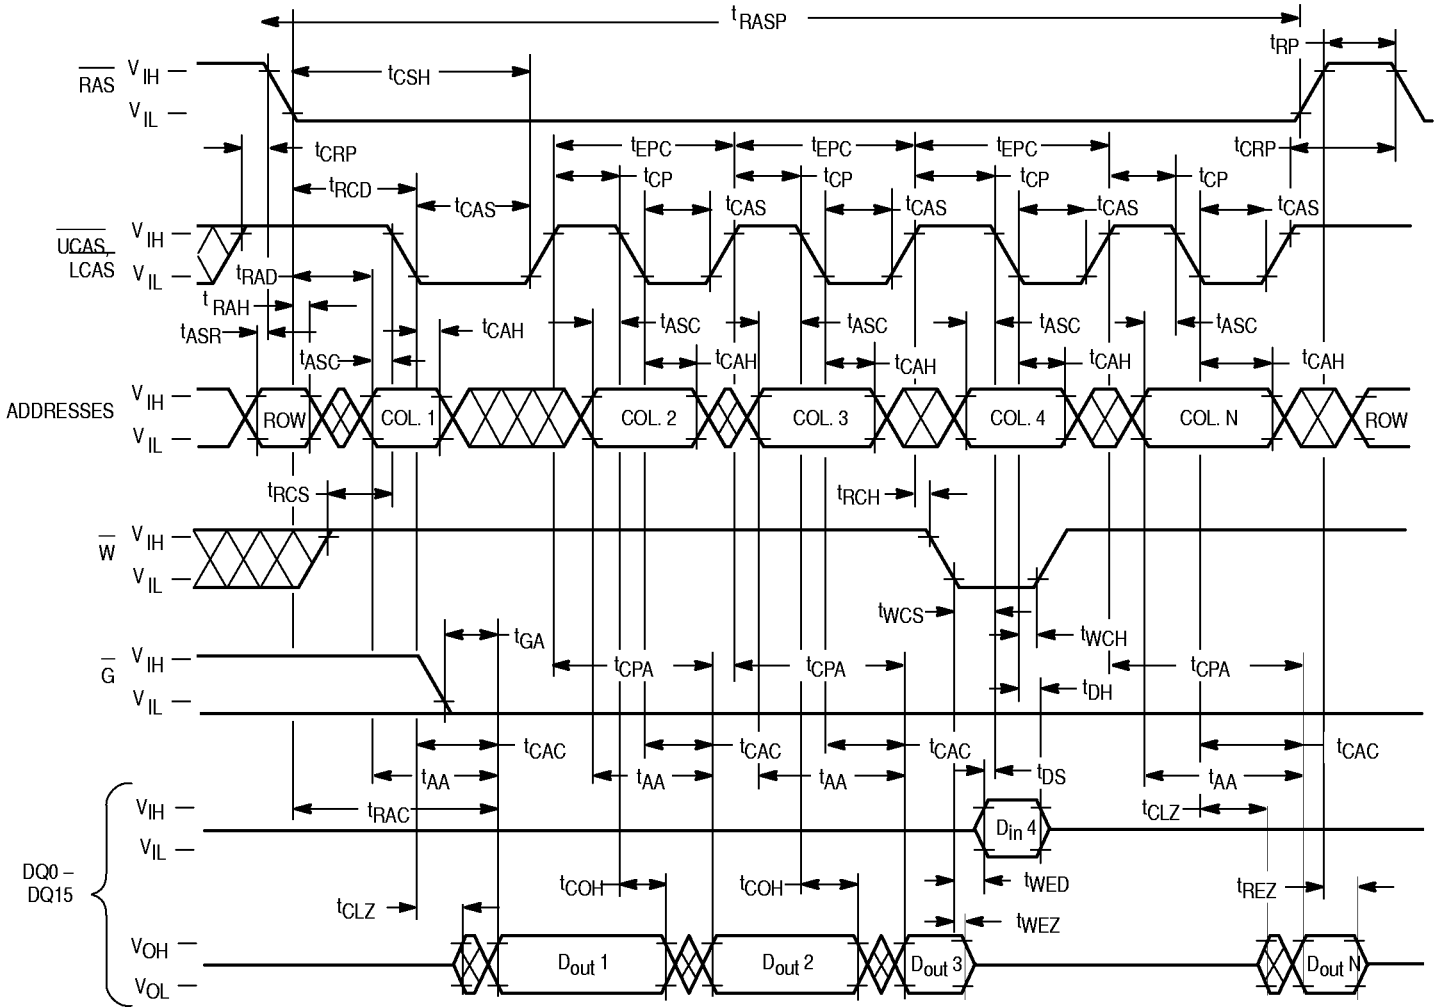 tRASP
tRP
RAS VIH
VIL
tCSH
tCRP tEPC tEPC tEPC tCRP
tRCD tCP tCP tCP tCP
tCAS tCAS tCAS tCAS tCAS
UCAS, VIH
LCAS VIL
tRAD
tRAH
tASR tCAH tASC tASC tASC tASC
tASC tCAH tCAH tCAH tCAH
ADDRESSES VIH
VIL
ROW COL. 1 COL. 2 COL. 3 COL. 4 COL. N ROW
tRCS tRCH
W VIH
VIL
tWCS
tGA tWCH
G VIH
VIL
tCPA tCPA tCPA
tDH
tCAC tCAC tCAC tCAC
tAA tAA tAA tDS tAA
tRAC tCLZ
DQ0 –
DQ15
VIH
VIL
Din 4
tCOH tCOH tWED tREZ
tCLZ tWEZ
VOH
VOL
Dout 1 Dout 2 Dout 3 Dout N